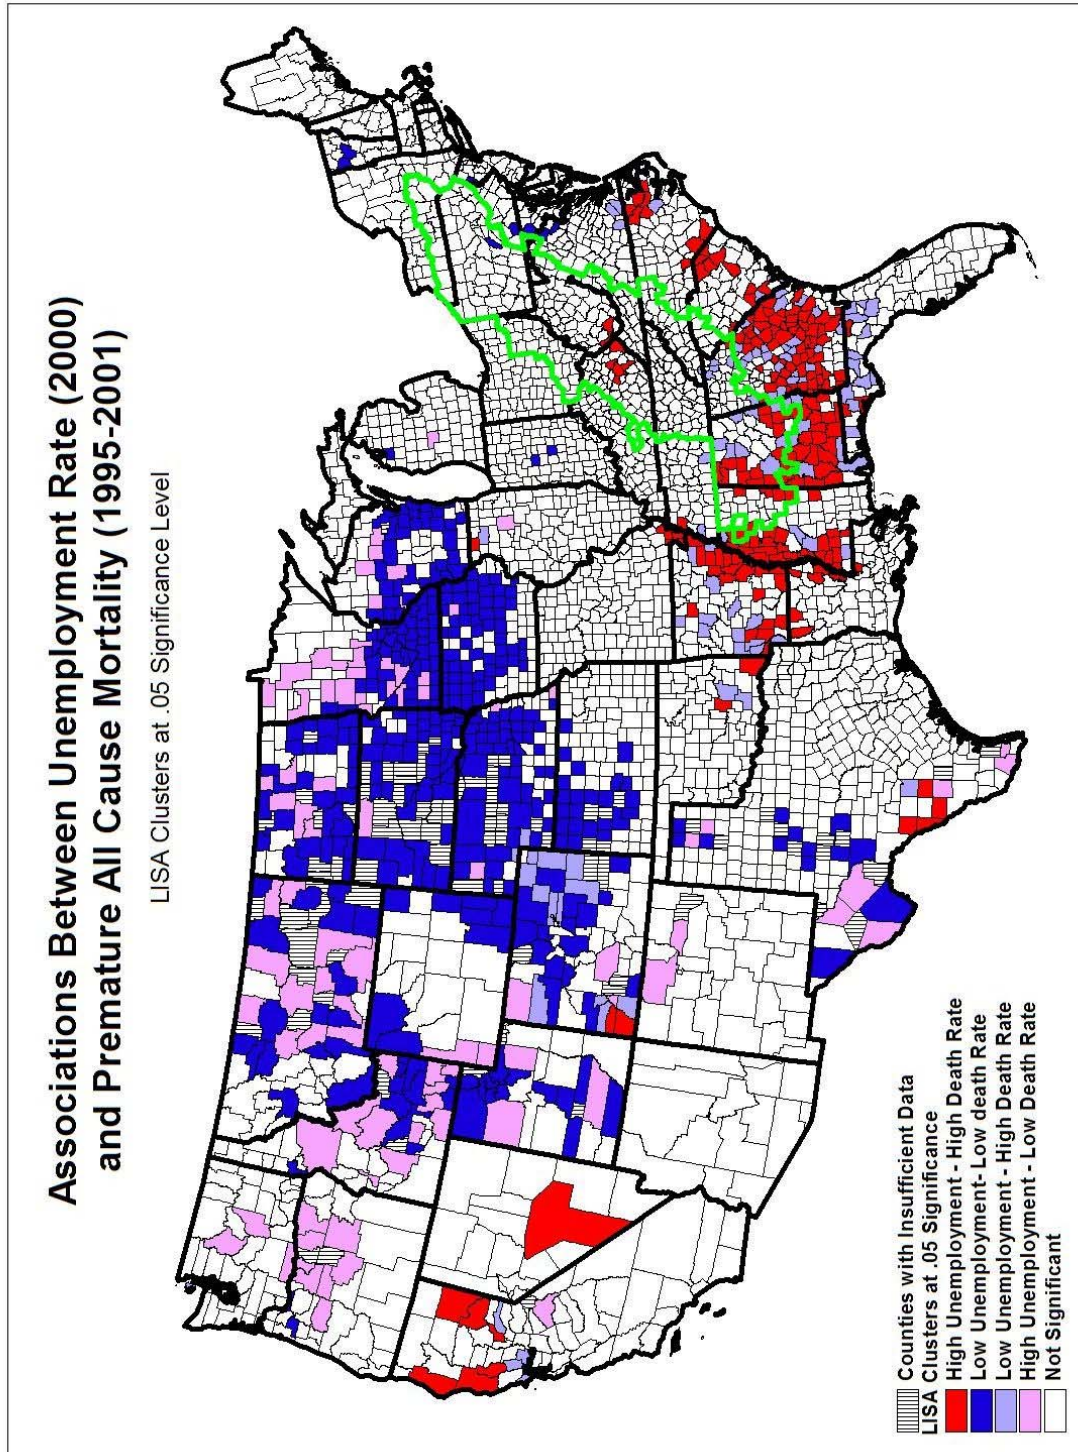 Associations Between Unemployment Rate (2000)
and Premature All Cause Mortality (1995-2001)
LISA Clusters at .05 Significance Level
Counties with Insufficient Data
LISA Clusters at .05 Significance
High Unemployment - High Death Rate
Low Unemployment- Low death Rate
Low Unemployment - High Death Rate
High Unemployment - Low Death Rate
Not Significant